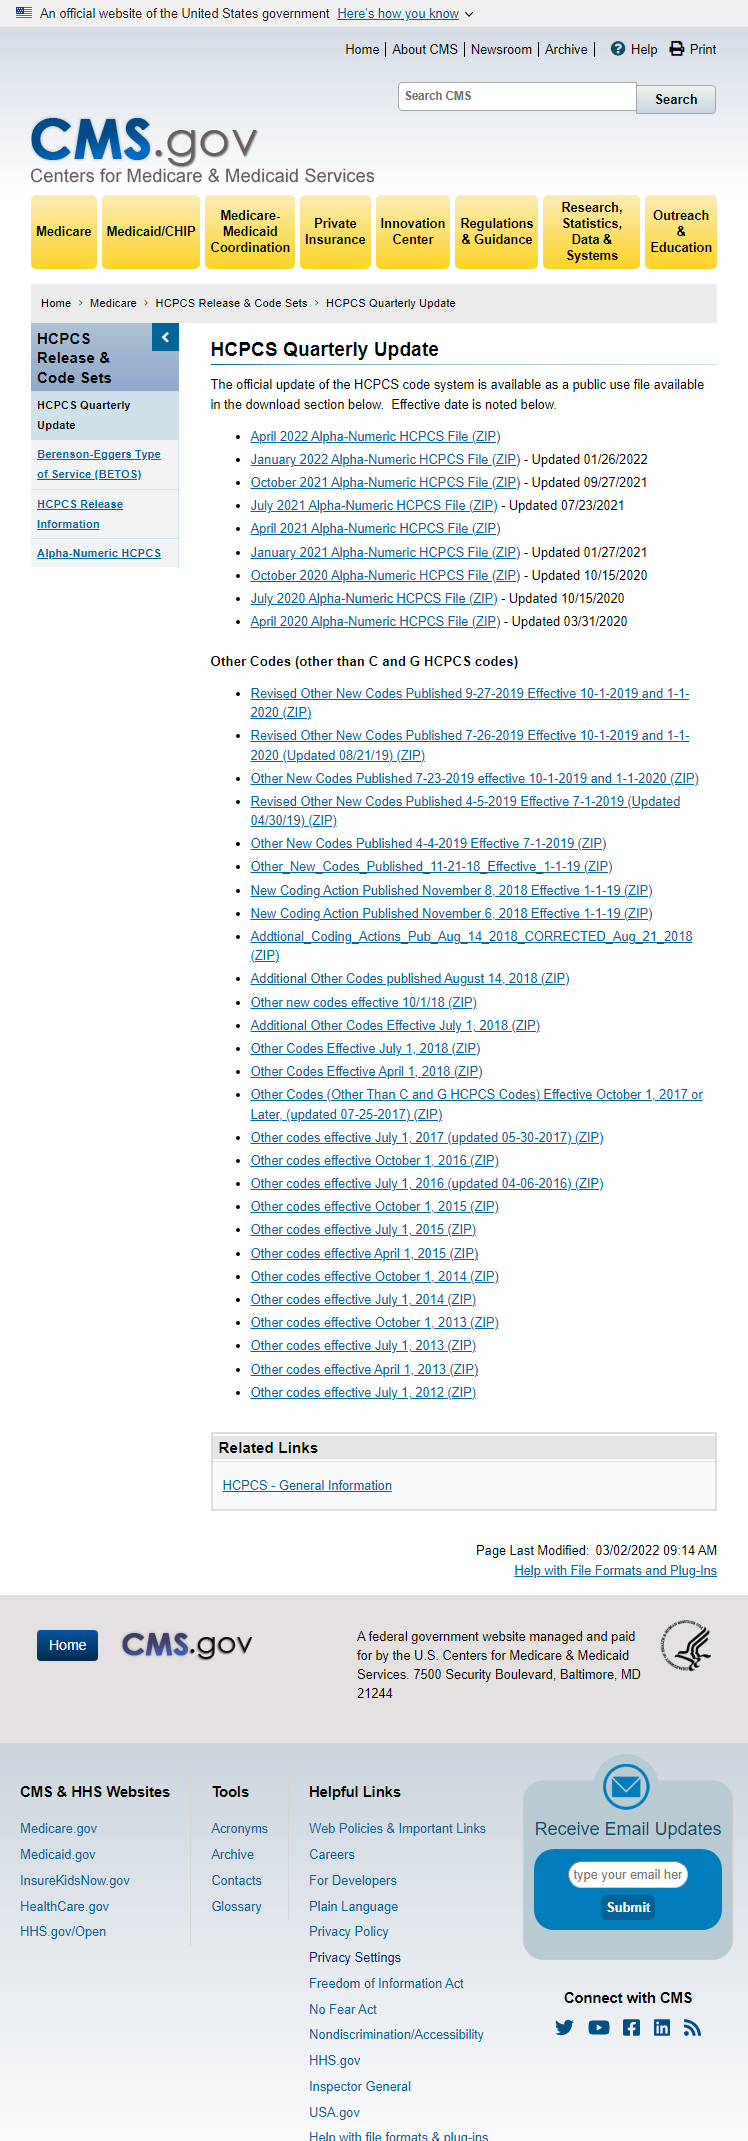 An official website of the United States government Here's how you know
Home About CMS Newsroom Archive Help Print
Search CMS Search
CMS.gov
Centers for Medicare & Medicaid Services
Medicare
Medicaid/CHIP
Medicare-
Medicaid
Coordination
Private
Insurance
Innovation
Center
Regulations
& Guidance
Research,
Statistics,
Data &
Systems
Outreach
&
Education
Home > Medicare > HCPCS Release & Code Sets > HCPCS Quarterly Update
HCPCS
Release &
Code Sets
HCPCS Quarterly
Update
Berenson-Eggers Type
of Service (BETOS)
HCPCS Release
Information
Alpha-Numeric HCPCS
HCPCS Quarterly Update
The official update of the HCPCS code system is available as a public use file available
in the download section below. Effective date is noted below.
April 2022 Alpha-Numeric HCPCS File (ZIP)
January 2022 Alpha-Numeric HCPCS File (ZIP) - Updated 01/26/2022
October 2021 Alpha-Numeric HCPCS File (ZIP) - Updated 09/27/2021
July 2021 Alpha-Numeric HCPCS File (ZIP) - Updated 07/23/2021
April 2021 Alpha-Numeric HCPCS File (ZIP)
January 2021 Alpha-Numeric HCPCS File (ZIP) - Updated 01/27/2021
October 2020 Alpha-Numeric HCPCS File (ZIP) - Updated 10/15/2020
July 2020 Alpha-Numeric HCPCS File (ZIP) - Updated 10/15/2020
April 2020 Alpha-Numeric HCPCS File (ZIP) - Updated 03/31/2020
Other Codes (other than C and G HCPCS codes)
Revised Other New Codes Published 9-27-2019 Effective 10-1-2019 and 1-1-
2020 (ZIP)
Revised Other New Codes Published 7-26-2019 Effective 10-1-2019 and 1-1-
2020 (Updated 08/21/19) (ZIP)
Other New Codes Published 7-23-2019 effective 10-1-2019 and 1-1-2020 (ZIP)
Revised Other New Codes Published 4-5-2019 Effective 7-1-2019 (Updated
04/30/19) (ZIP)
Other New Codes Published 4-4-2019 Effective 7-1-2019 (ZIP)
Other_New_Codes_Published_11-21-18_Effective_1-1-19 (ZIP)
New Coding Action Published November 8, 2018 Effective 1-1-19 (ZIP)
New Coding Action Published November 6, 2018 Effective 1-1-19 (ZIP)
Addtional_Coding_Actions_Pub_Aug_14_2018_CORRECTED_Aug_21_2018
(ZIP)
Additional Other Codes published August 14, 2018 (ZIP)
Other new codes effective 10/1/18 (ZIP)
Additional Other Codes Effective July 1, 2018 (ZIP)
Other Codes Effective July 1, 2018 (ZIP)
Other Codes Effective April 1, 2018 (ZIP)
Other Codes (Other Than C and G HCPCS Codes) Effective October 1, 2017 or
Later, (updated 07-25-2017) (ZIP)
Other codes effective July 1, 2017 (updated 05-30-2017) (ZIP)
Other codes effective October 1, 2016 (ZIP)
Other codes effective July 1, 2016 (updated 04-06-2016) (ZIP)
Other codes effective October 1, 2015 (ZIP)
Other codes effective July 1, 2015 (ZIP)
Other codes effective April 1, 2015 (ZIP)
Other codes effective October 1, 2014 (ZIP)
Other codes effective July 1, 2014 (ZIP)
Other codes effective October 1, 2013 (ZIP)
Other codes effective July 1, 2013 (ZIP)
Other codes effective April 1, 2013 (ZIP)
Other codes effective July 1, 2012 (ZIP)
Related Links
HCPCS - General Information
Page Last Modified: 03/02/2022 09:14 AM
Help with File Formats and Plug-Ins
Home
CMS.gov
A federal government website managed and paid
for by the U.S. Centers for Medicare & Medicaid
Services. 7500 Security Boulevard, Baltimore, MD
21244
CMS & HHS Websites
Medicare.gov
Medicaid.gov
InsureKidsNow.gov
HealthCare.gov
HHS.gov/Open
Tools
Acronyms
Archive
Contacts
Glossary
Helpful Links
Web Policies & Important Links
Careers
For Developers
Plain Language
Privacy Policy
Privacy Settings
Freedom of Information Act
No Fear Act
Nondiscrimination/Accessibility
HHS.gov
Inspector General
USA.gov
Help with file formats & plug-ins
Receive Email Updates
type your email her
Submit
Connect with CMS